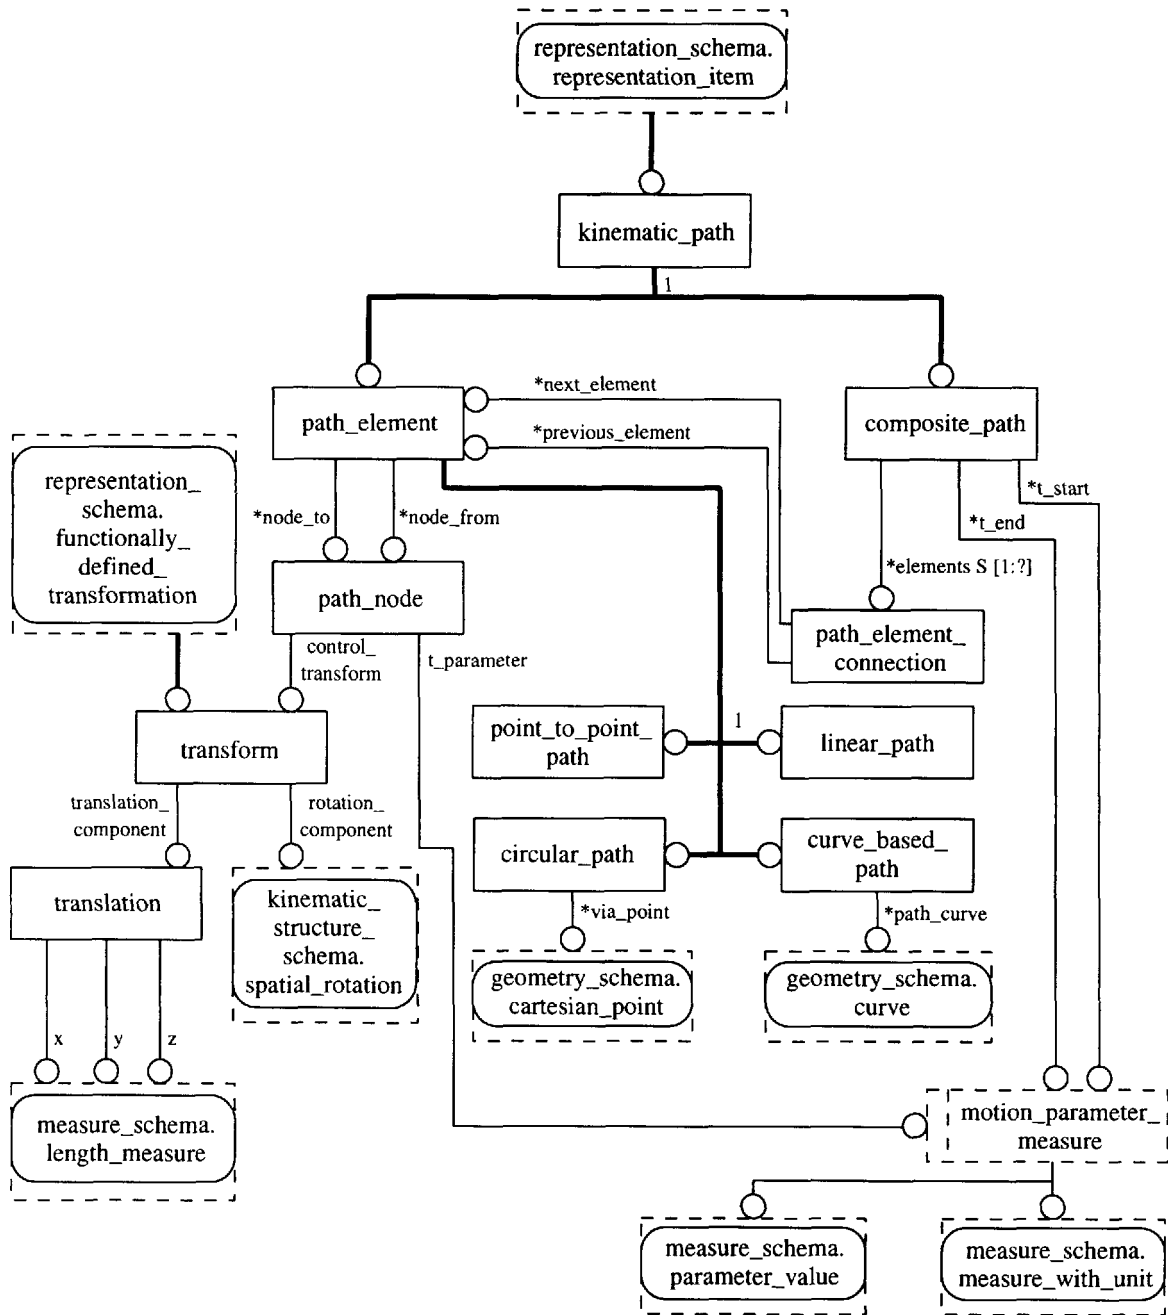 representation_schema.
representation_item
kinematic_path
1
*next_element
path_element
*previous_element
composite_path
representation_
schema.
functionally_
defined_
transformation
*node_to
*node_from
*t_start
*t_end
*elements S [1:?]
path_node
path_element_
connection
control_
transform
t_parameter
transform
point_to_point_
path
1
linear_path
translation_
component
rotation_
component
circular_path
curve_based_
path
translation
kinematic_
structure_
schema.
spatial_rotation
*via_point
*path_curve
geometry_schema.
cartesian_point
geometry_schema.
curve
x
y
z
measure_schema.
length_measure
motion_parameter_
measure
measure_schema.
parameter_value
measure_schema.
measure_with_unit